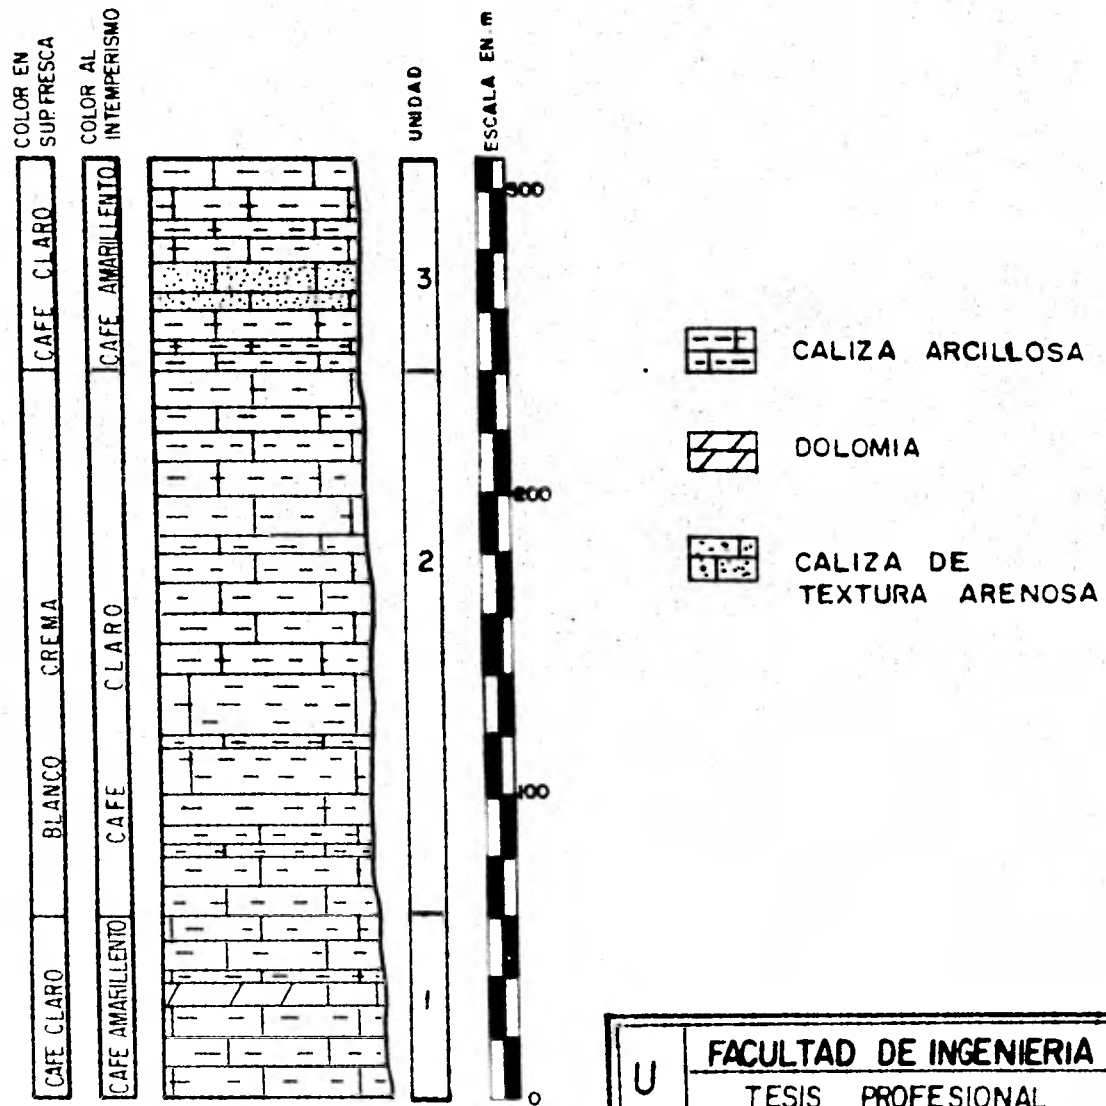 COLOR EN
SUP FRESCA
COLOR AL
INTEMPERISMO
UNIDAD
ESCALA EN m
CAFE CLARO
CAFE AMARILLENTO
3
300
BLANCO CREMA
CAFE CLARO
2
200
100
CAFE CLARO
CAFE AMARILLENTO
1
0
CALIZA ARCILLOSA
DOLOMIA
CALIZA DE
TEXTURA ARENOSA
U
FACULTAD DE INGENIERIA
TESIS PROFESIONAL